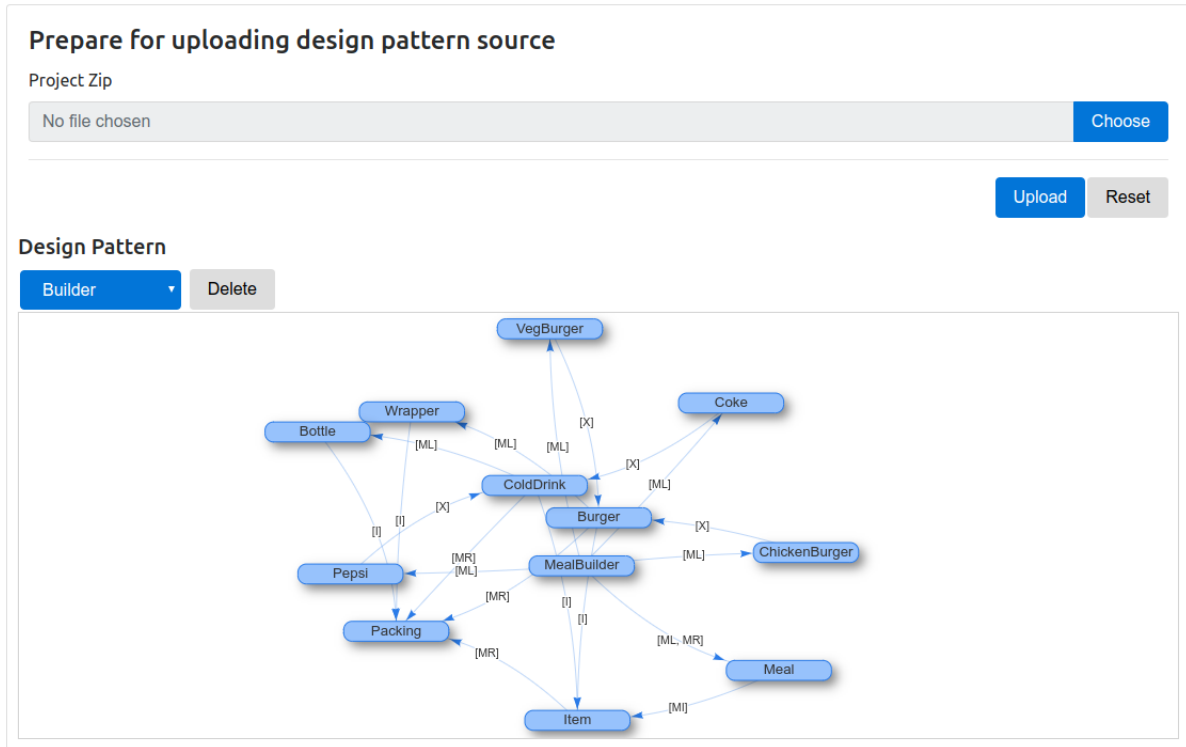 Prepare for uploading design pattern source
Project Zip
No file chosen
Choose
Upload
Reset
Design Pattern
Builder
Delete
VegBurger
Coke
Wrapper
Bottle
[X]
[ML]
[ML]
[ML]
[X]
ColdDrink
[ML]
[X]
Burger
[I]
[I]
[X]
ChickenBurger
[MR]
[ML]
MealBuilder
[ML]
Pepsi
[MR]
[I]
[I]
Packing
[ML, MR]
[MR]
Meal
[MI]
Item